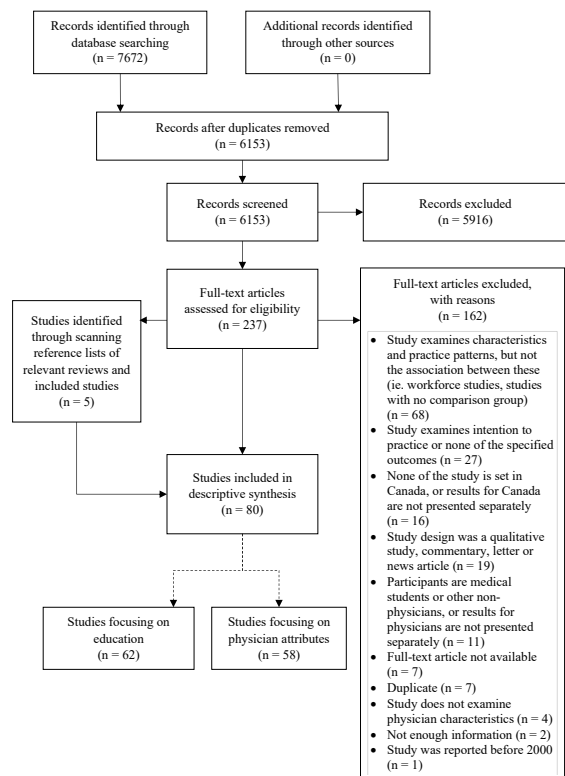 Records identified through
database searching
(n = 7672)
Additional records identified
through other sources
(n = 0)
Records after duplicates removed
(n = 6153)
Records screened
(n = 6153)
Records excluded
(n = 5916)
Full-text articles
assessed for eligibility
(n = 237)
Full-text articles excluded,
with reasons
(n = 162)
• Study examines characteristics
and practice patterns, but not
the association between these
(ie. workforce studies, studies
with no comparison group)
(n = 68)
• Study examines intention to
practice or none of the specified
outcomes (n = 27)
• None of the study is set in
Canada, or results for Canada
are not presented separately
(n = 16)
• Study design was a qualitative
study, commentary, letter or
news article (n = 19)
• Participants are medical
students or other non-
physicians, or results for
physicians are not presented
separately (n = 11)
• Full-text article not available
(n = 7)
• Duplicate (n = 7)
• Study does not examine
physician characteristics (n = 4)
• Not enough information (n = 2)
• Study was reported before 2000
(n = 1)
Studies identified
through scanning
reference lists of
relevant reviews and
included studies
(n = 5)
Studies included in
descriptive synthesis
(n = 80)
Studies focusing on
education
(n = 62)
Studies focusing on
physician attributes
(n = 58)